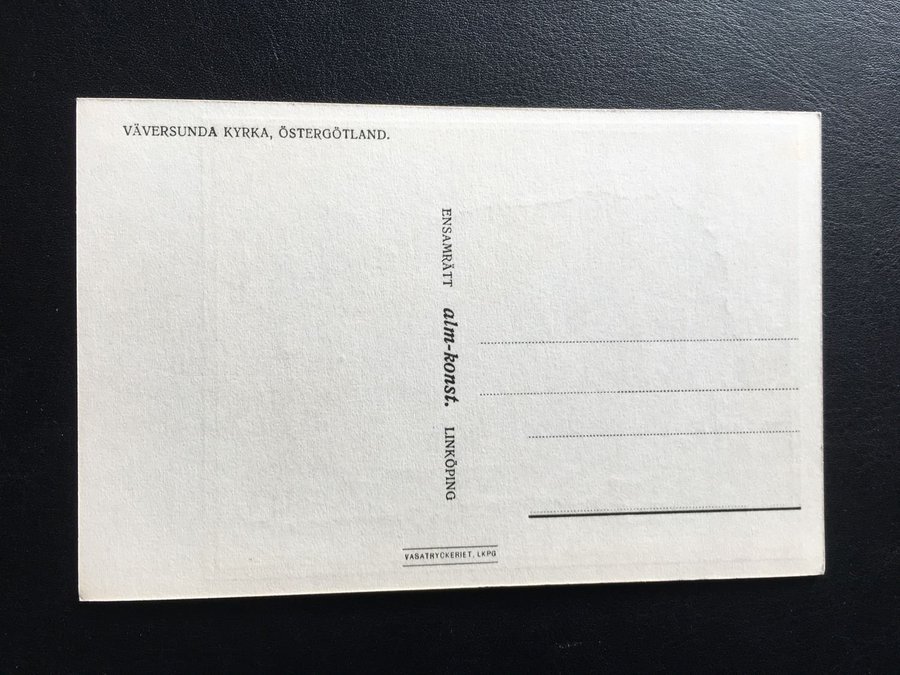 VÄVERSUNDA KYRKA, ÖSTERGÖTLAND.
ENSAMRÄTT alm-konst. LINKÖPING
VASATRYCKERIET, LKPG